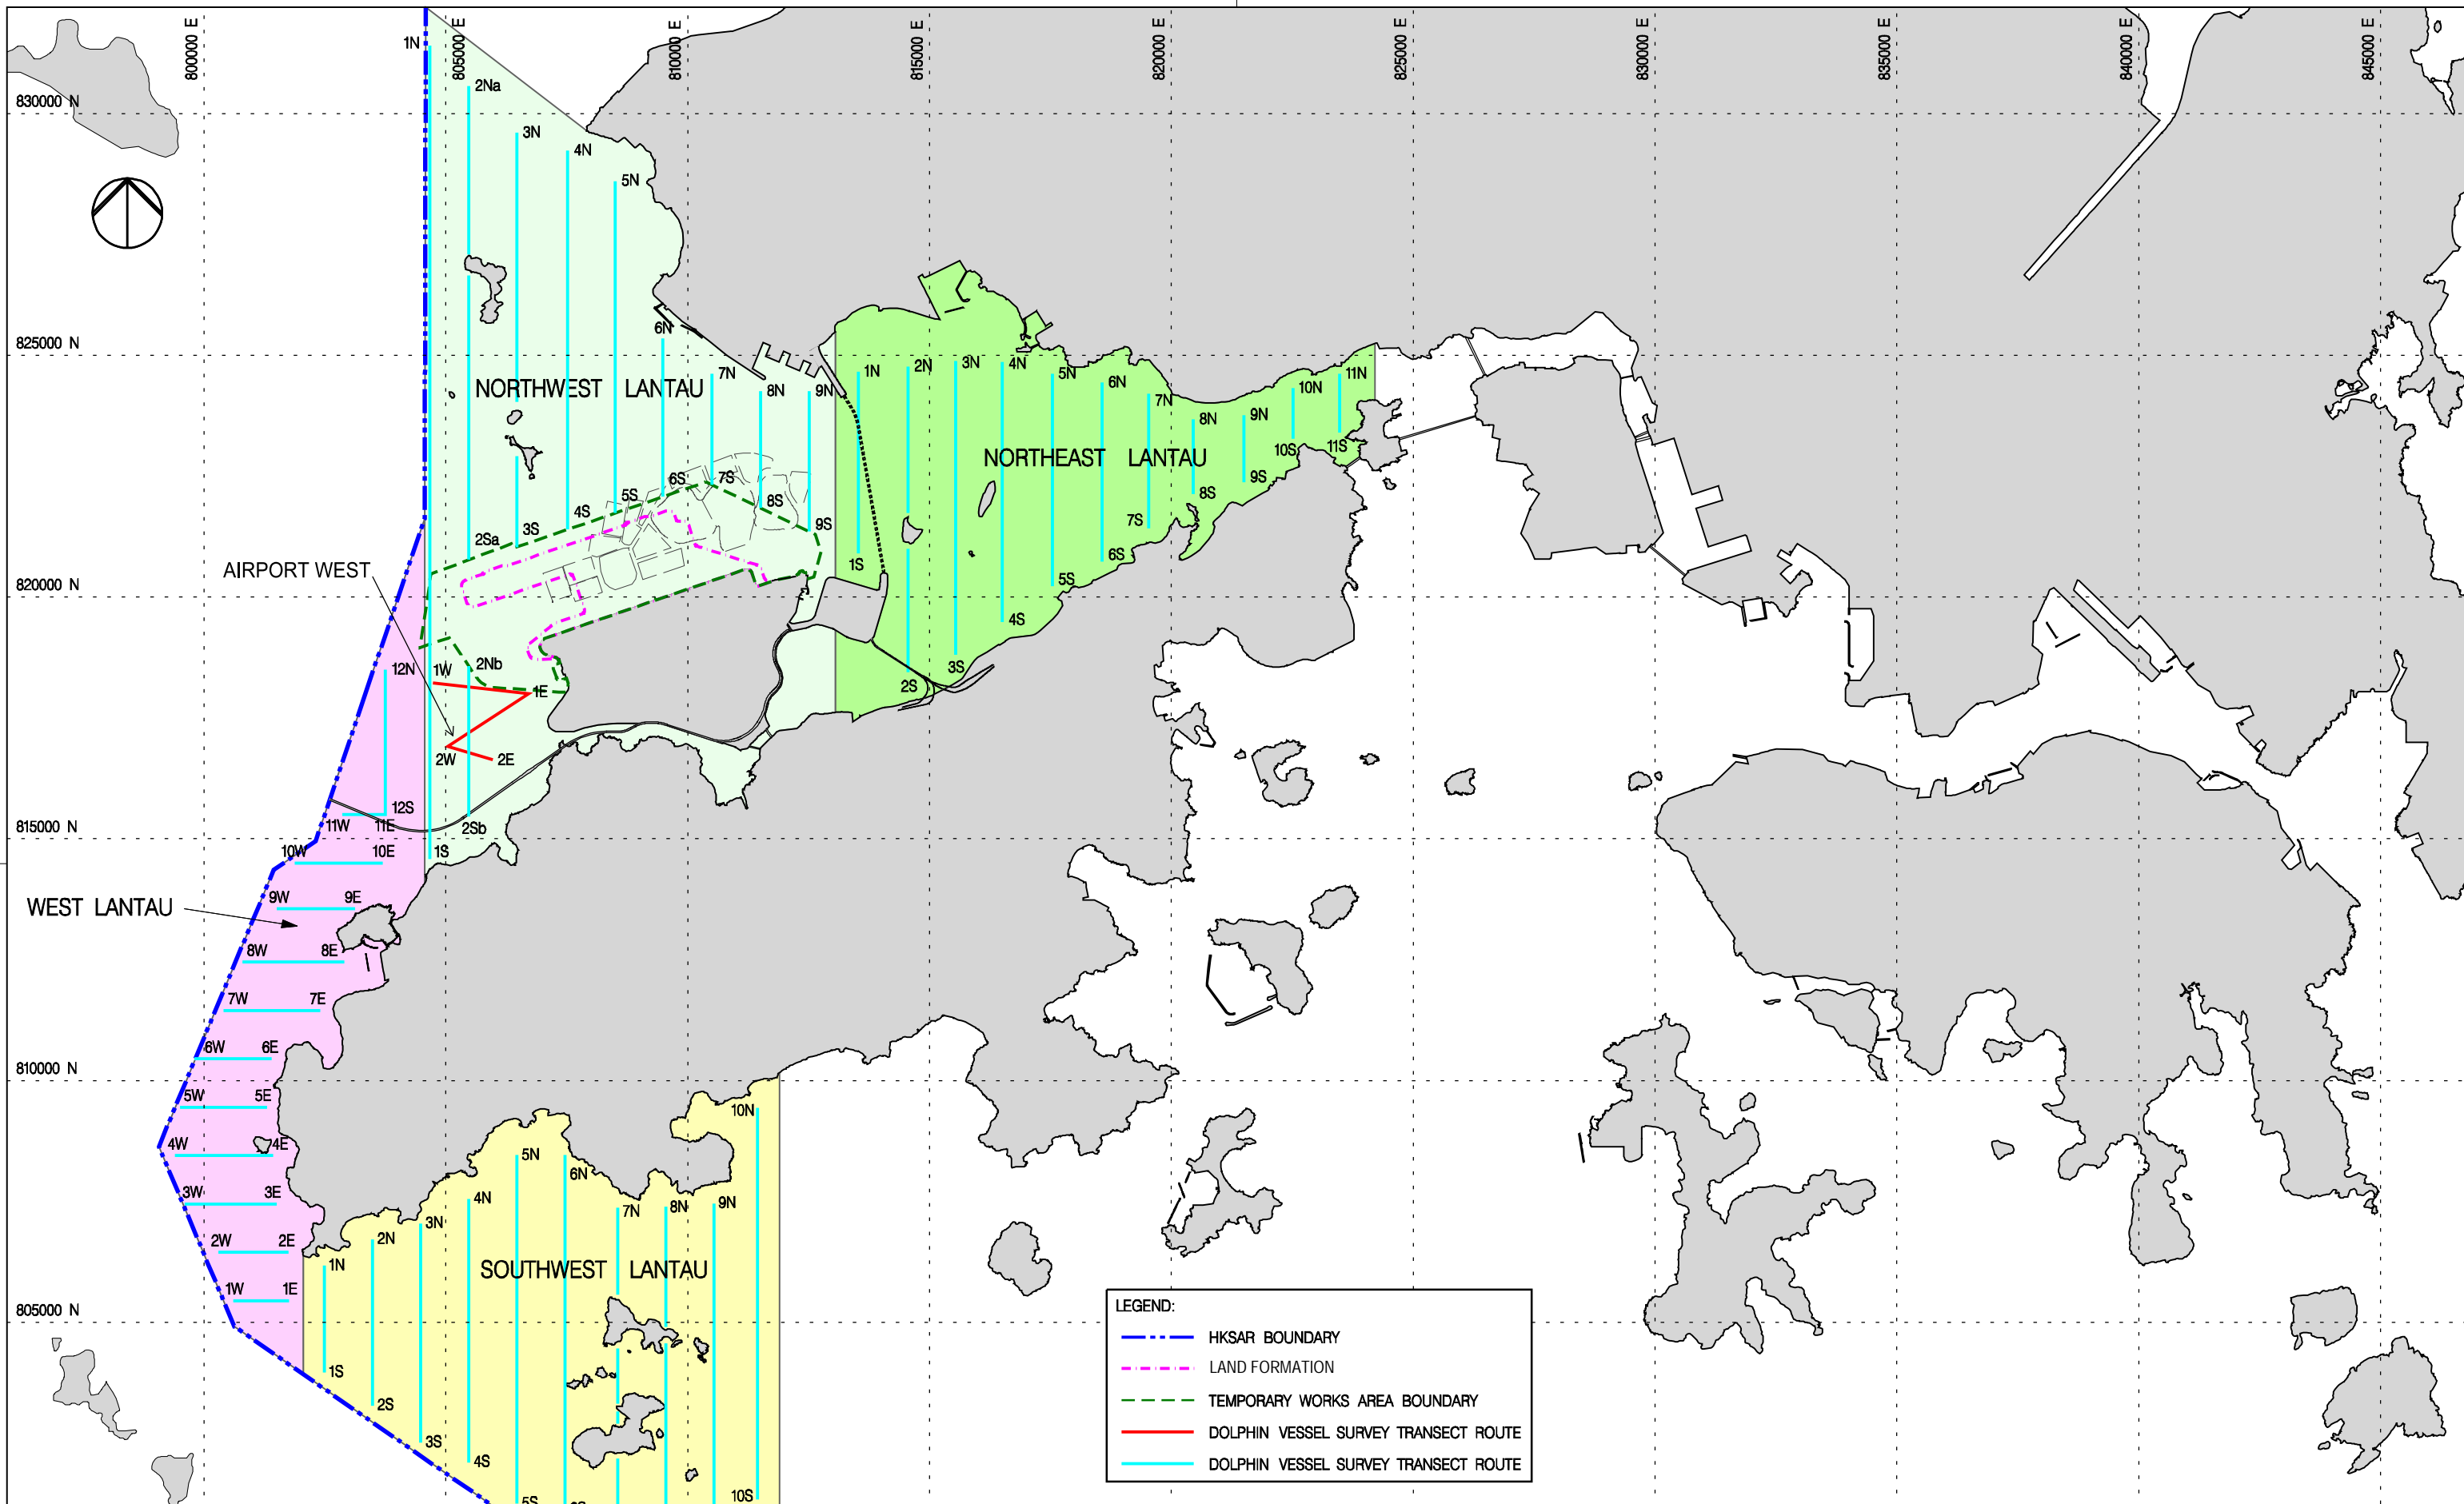 800000 E
805000 E
810000 E
815000 E
820000 E
825000 E
830000 E
835000 E
840000 E
845000 E
1N
2Na
830000 N
3N
4N
5N
6N
825000 N
NORTHWEST LANTAU
7N
8N
9N
1N
2N
3N
4N
5N
6N
7N
8N
9N
10N
11N
NORTHEAST LANTAU
10S
11S
9S
8S
7S
6S
5S
4S
3S
2S
1S
2Sa
3S
4S
5S
6S
7S
8S
9S
AIRPORT WEST
820000 N
12N
1W
2Nb
1E
2W
2E
12S
11W
11E
2Sb
815000 N
1S
10W
10E
9W
9E
WEST LANTAU
8W
8E
7W
7E
6W
6E
810000 N
5W
5E
4W
4E
3W
3E
2W
2E
1W
1E
805000 N
10N
5N
6N
4N
3N
2N
1N
7N
8N
9N
SOUTHWEST LANTAU
1S
2S
3S
4S
5S
10S
LEGEND:
HKSAR BOUNDARY
LAND FORMATION
TEMPORARY WORKS AREA BOUNDARY
DOLPHIN VESSEL SURVEY TRANSECT ROUTE
DOLPHIN VESSEL SURVEY TRANSECT ROUTE